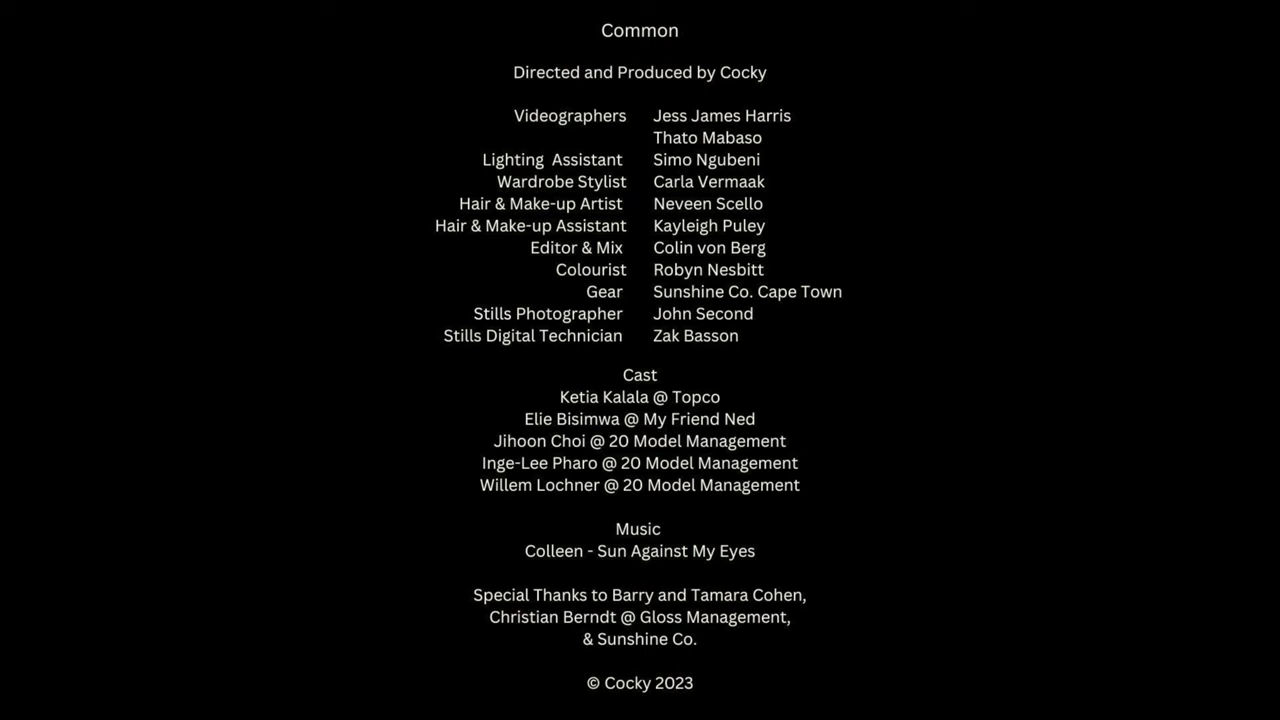 Common
Directed and Produced by Cocky
Videographers Jess James Harris
Thato Mabaso
Lighting Assistant Simo Ngubeni
Wardrobe Stylist Carla Vermaak
Hair & Make-up Artist Neveen Scello
Hair & Make-up Assistant Kayleigh Puley
Editor & Mix Colin von Berg
Colourist Robyn Nesbitt
Gear Sunshine Co. Cape Town
Stills Photographer John Second
Stills Digital Technician Zak Basson
Cast
Ketia Kalala @ Topco
Elie Bisimwa @ My Friend Ned
Jihoon Choi @ 20 Model Management
Inge-Lee Pharo @ 20 Model Management
Willem Lochner @ 20 Model Management
Music
Colleen - Sun Against My Eyes
Special Thanks to Barry and Tamara Cohen,
Christian Berndt @ Gloss Management,
& Sunshine Co.
© Cocky 2023